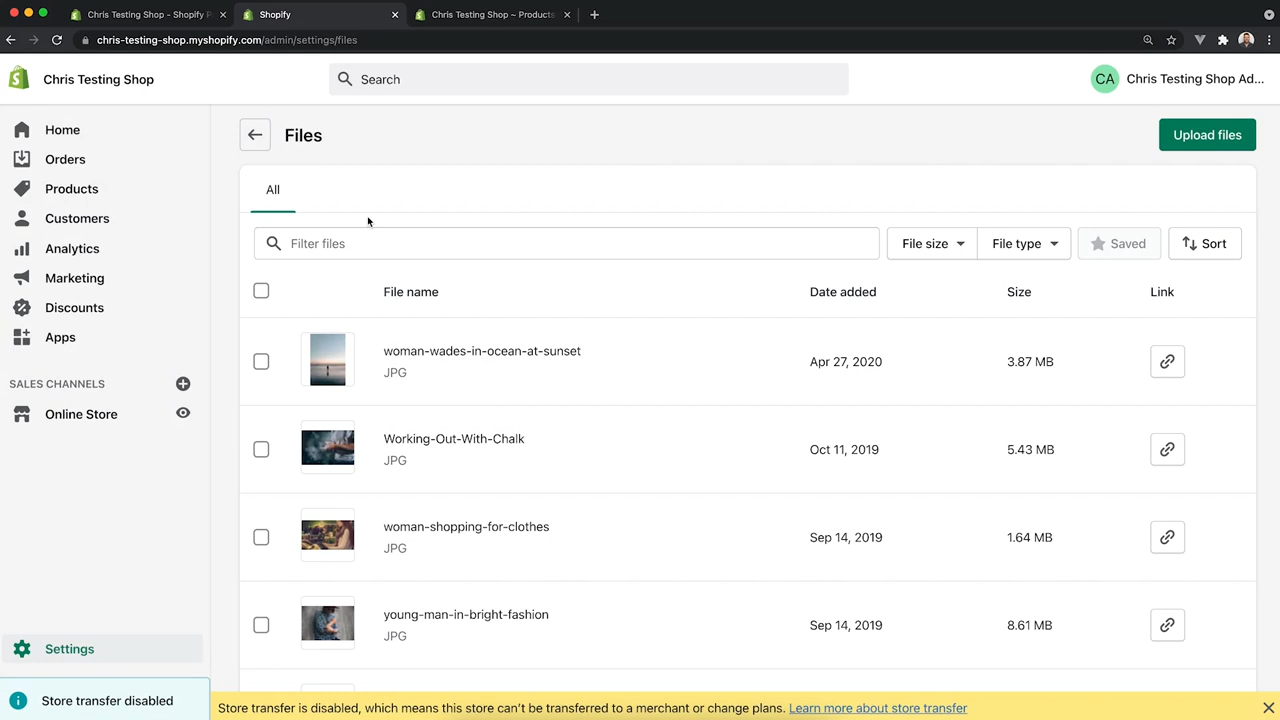 Chris Testing Shop - Shopify P
Shopify
Chris Testing Shop ~ Products
chris-testing-shop.myshopify.com/admin/settings/files
Chris Testing Shop
Search
CA
Chris Testing Shop Ad...
Home
Orders
Products
Customers
Analytics
Marketing
Discounts
Apps
SALES CHANNELS
Online Store
Settings
Store transfer disabled
Files
Upload files
All
Filter files
File size
File type
Saved
Sort
File name
Date added
Size
Link
woman-wades-in-ocean-at-sunset
JPG
Apr 27, 2020
3.87 MB
Working-Out-With-Chalk
JPG
Oct 11, 2019
5.43 MB
woman-shopping-for-clothes
JPG
Sep 14, 2019
1.64 MB
young-man-in-bright-fashion
JPG
Sep 14, 2019
8.61 MB
Store transfer is disabled, which means this store can't be transferred to a merchant or change plans. Learn more about store transfer